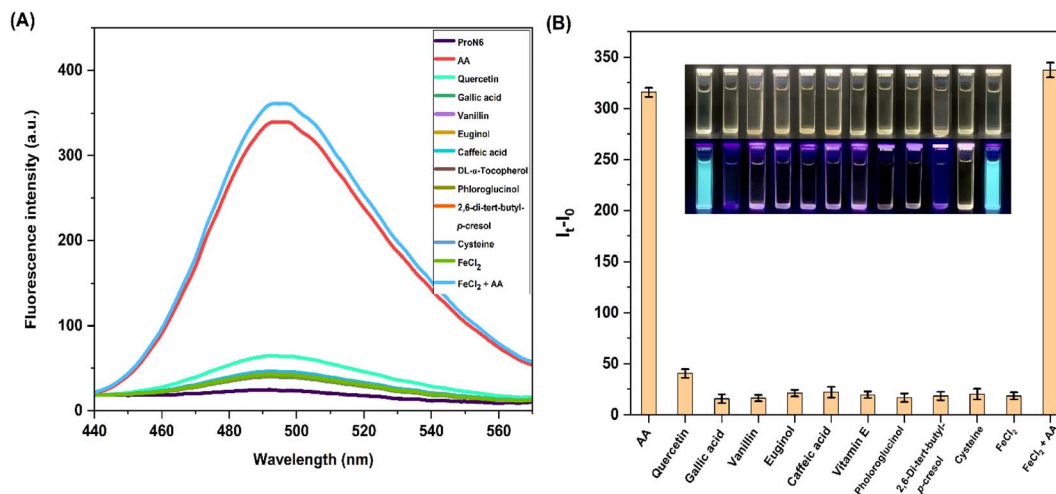 (A)
Fluorescence intensity (a.u.)
400
300
200
100
0
440
460
480
500
520
540
560
Wavelength (nm)
ProN6
AA
Quercetin
Gallic acid
Vanillin
Euginol
Caffeic acid
DL-α-Tocopherol
Phloroglucinol
2,6-di-tert-butyl-
p-cresol
Cysteine
FeCl2
FeCl2 + AA
(B)
It-I0
350
300
250
200
150
100
50
0
AA
Quercetin
Gallic acid
Vanillin
Euginol
Caffeic acid
Vitamin E
Pholoroglucinol
2,6-Di-tert-butyl-
p-cresol
Cysteine
FeCl2
FeCl2 + AA